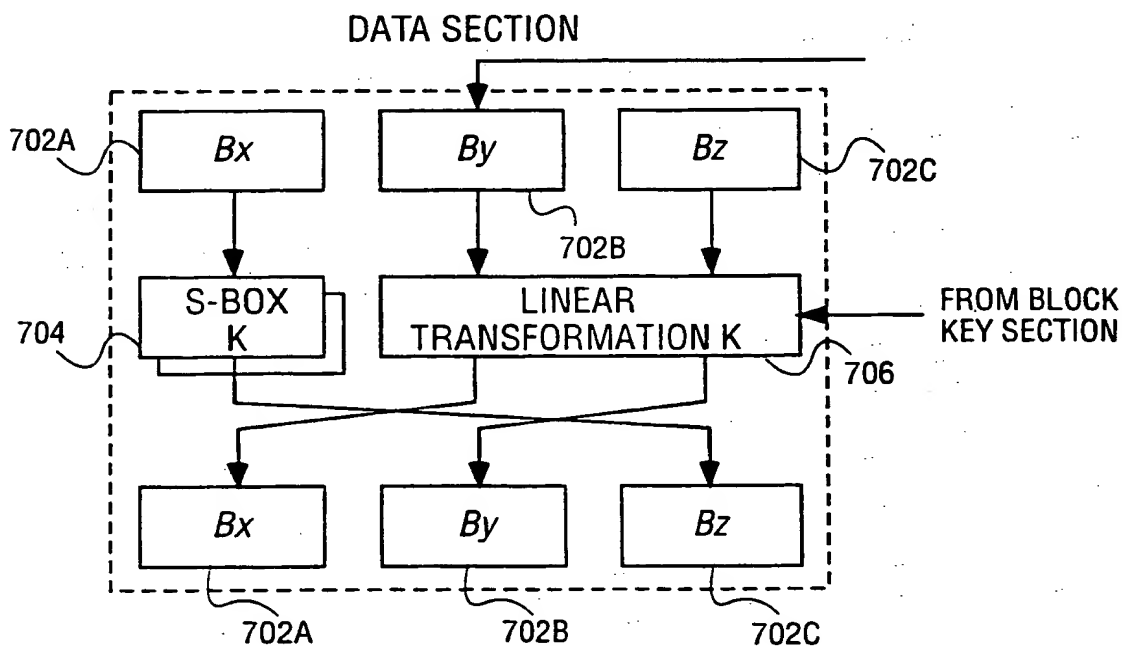 DATA SECTION
702A
Bx
By
Bz
702C
702B
704
S-BOX
K
LINEAR
TRANSFORMATION K
FROM BLOCK
KEY SECTION
706
Bx
By
Bz
702A
702B
702C